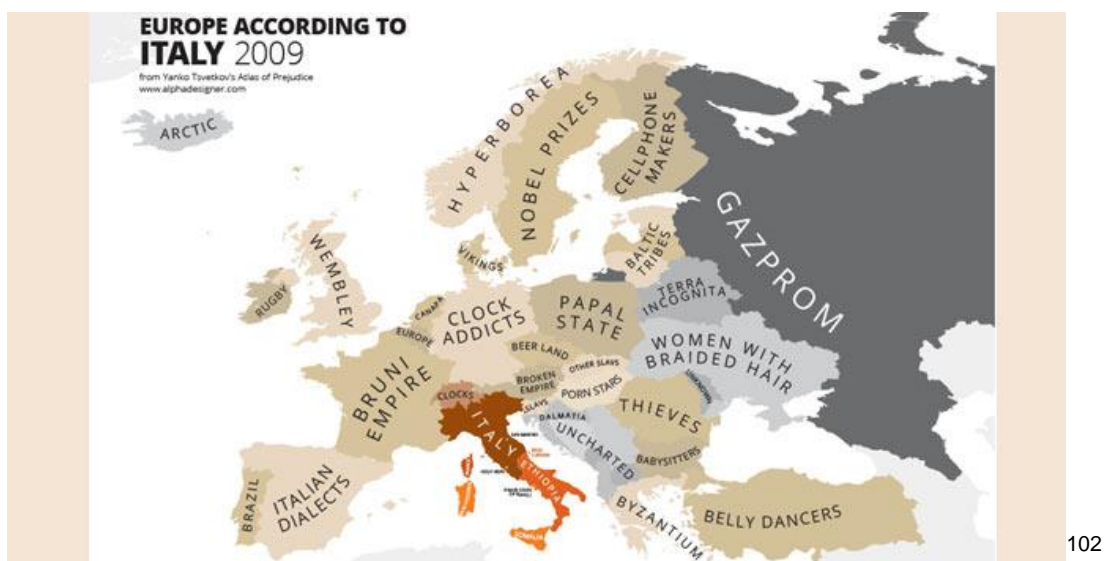 EUROPE ACCORDING TO
ITALY 2009
from Yanko Tsvetkov's Atlas of Prejudice
www.alphadesigner.com
ARCTIC
HYPERBOREA
NOBEL PRIZES
CELLPHONE
MAKERS
GAZPROM
WEMBLEY
RUGBY
VIKINGS
BALTIC
TRIBES
TERRA
INCOGNITA
CLOCK
ADDICTS
PAPAL
STATE
EUROPE
BEER LAND
OTHER SLAVS
WOMEN WITH
BRAIDED HAIR
UNKNOWN
BRUNI
EMPIRE
CLOCKS
BROKEN
EMPIRE
PORN STARS
SLAVS
THIEVES
DALMATIA
UNCHARTED
ITALY
ETHIOPIA
BABYSITTERS
BRAZIL
ITALIAN
DIALECTS
SOMALIA
BYZANTIUM
BELLY DANCERS
102